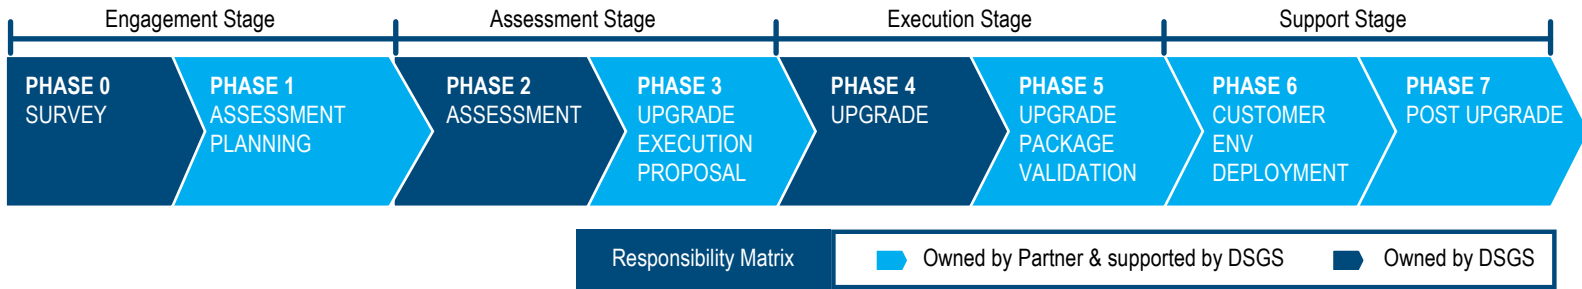 Engagement Stage
Assessment Stage
Execution Stage
Support Stage
PHASE 0
SURVEY
PHASE 1
ASSESSMENT
PLANNING
PHASE 2
ASSESSMENT
PHASE 3
UPGRADE
EXECUTION
PROPOSAL
PHASE 4
UPGRADE
PHASE 5
UPGRADE
PACKAGE
VALIDATION
PHASE 6
CUSTOMER
ENV
DEPLOYMENT
PHASE 7
POST UPGRADE
Responsibility Matrix
Owned by Partner & supported by DSGS
Owned by DSGS